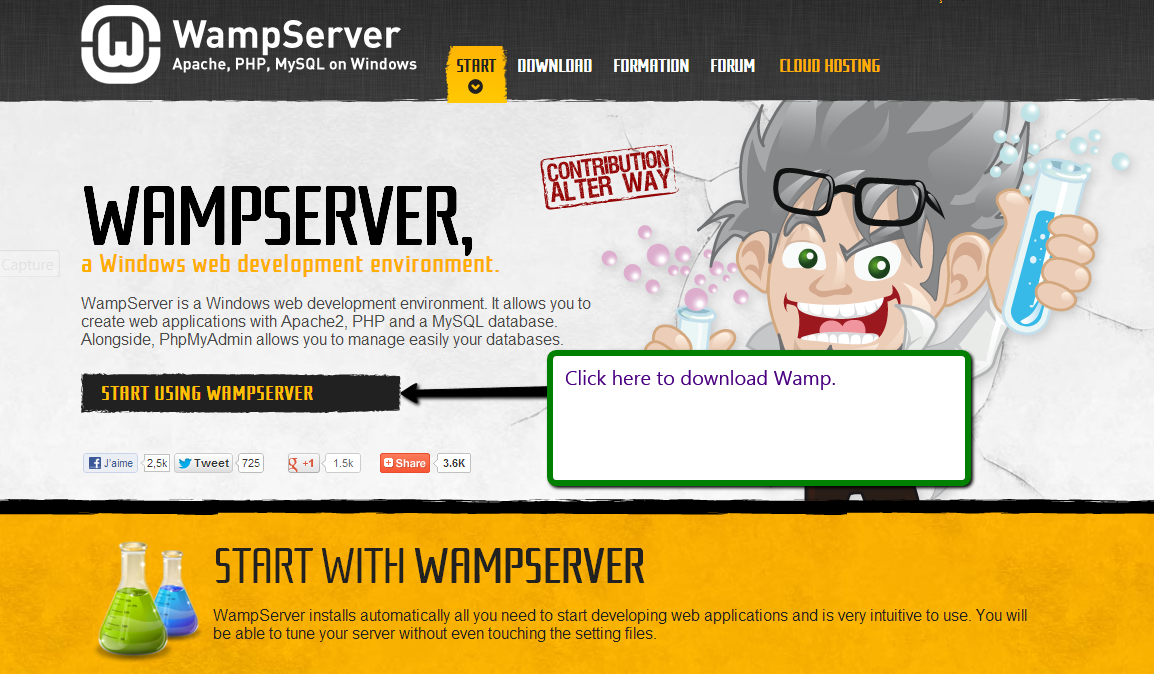 WampServer
Apache, PHP, MySQL on Windows
START
DOWNLOAD
FORMATION
FORUM
CLOUD HOSTING
CONTRIBUTION
ALTER WAY
WAMPSERVER,
a Windows web development environment.
Capture
WampServer is a Windows web development environment. It allows you to
create web applications with Apache2, PHP and a MySQL database.
Alongside, PhpMyAdmin allows you to manage easily your databases.
START USING WAMPSERVER
Click here to download Wamp.
J'aime 2,5k Tweet 725 +1 1.5k Share 3.6K
START WITH WAMPSERVER
WampServer installs automatically all you need to start developing web applications and is very intuitive to use. You will
be able to tune your server without even touching the setting files.